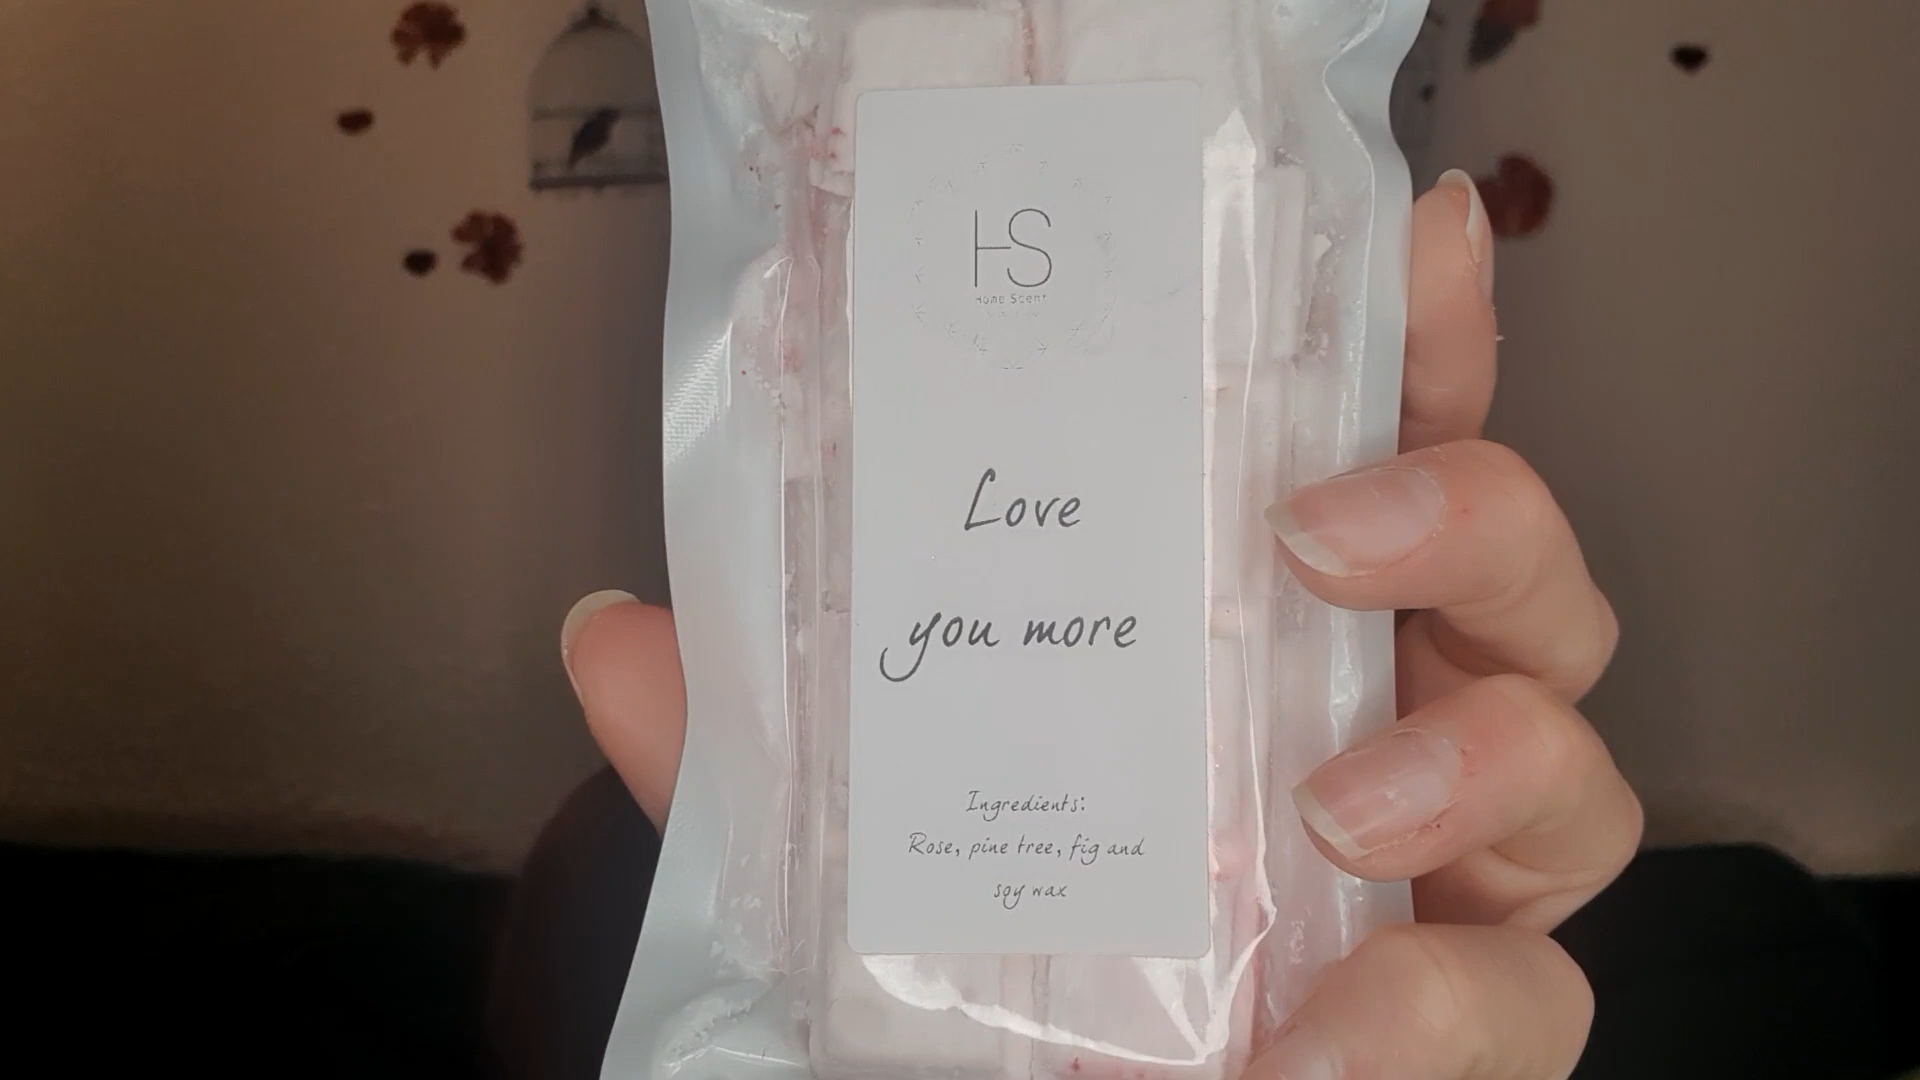 HS
Home Scent
Love
you more
Ingredients:
Rose, pine tree, fig and
soy wax